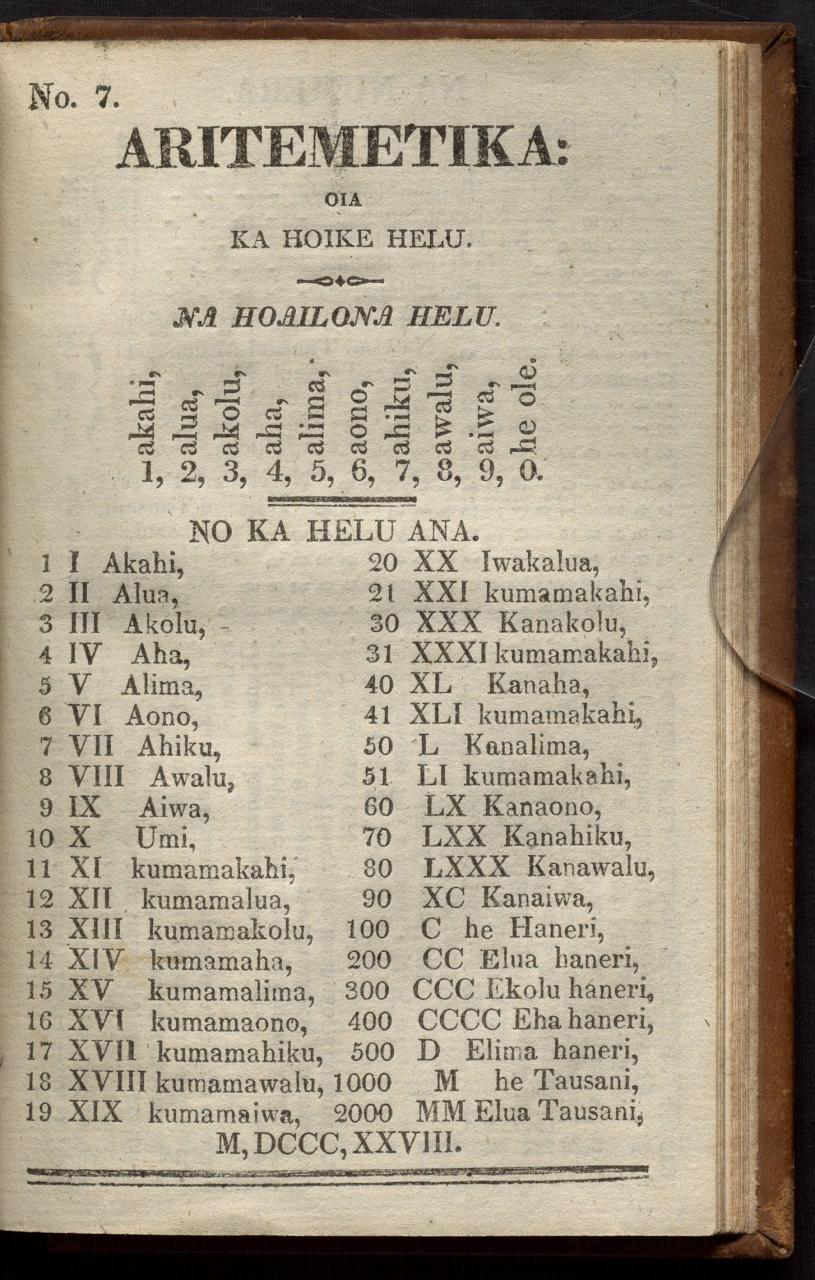 No. 7.
ARITEMETIKA:
OIA
KA HOIKE HELU.
NA HOAILONA HELU.
akahi, alua, akolu, aha, alima, aono, ahiku, awalu, aiwa, he ole.
1, 2, 3, 4, 5, 6, 7, 8, 9, 0.
NO KA HELU ANA.
1 I Akahi,
2 II Alua,
3 III Akolu,
4 IV Aha,
5 V Alima,
6 VI Aono,
7 VII Ahiku,
8 VIII Awalu,
9 IX Aiwa,
10 X Umi,
11 XI kumamakahi,
12 XII kumamalua,
13 XIII kumamakolu,
14 XIV kumamaha,
15 XV kumamalima,
16 XVI kumamaono,
17 XVII kumamahiku,
18 XVIII kumamawalu,
19 XIX kumamaiwa,
20 XX Iwakalua,
21 XXI kumamakahi,
30 XXX Kanakolu,
31 XXXI kumamakahi,
40 XL Kanaha,
41 XLI kumamakahi,
50 L Kanalima,
51 LI kumamakahi,
60 LX Kanaono,
70 LXX Kanahiku,
80 LXXX Kanawalu,
90 XC Kanaiwa,
100 C he Haneri,
200 CC Elua haneri,
300 CCC Ekolu haneri,
400 CCCC Eha haneri,
500 D Elima haneri,
1000 M he Tausani,
2000 MM Elua Tausani,
M,DCCC,XXVIII.